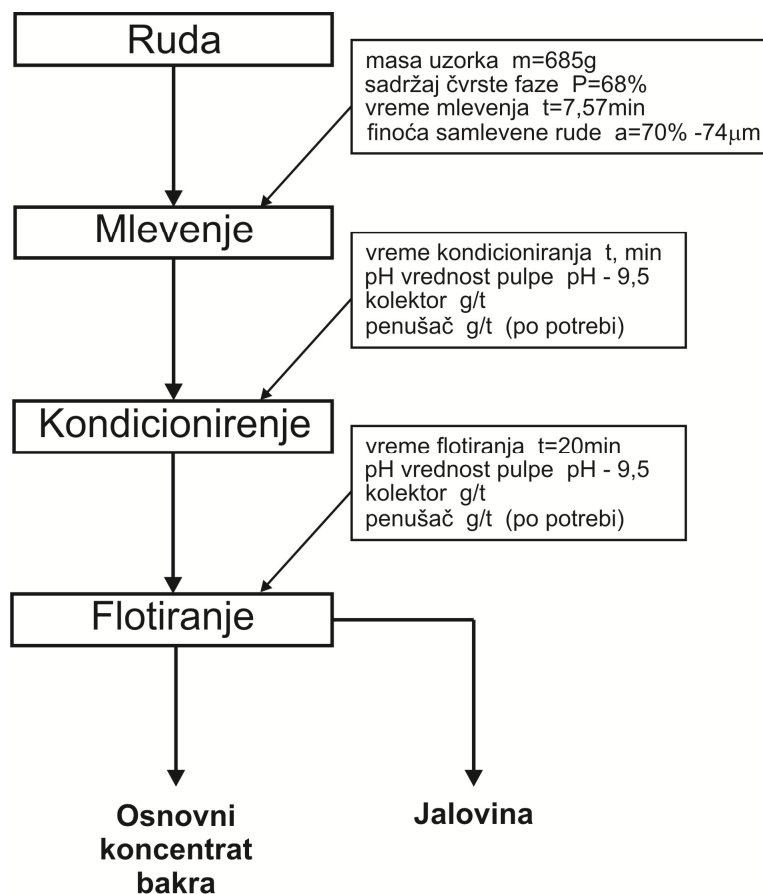 Ruda
masa uzorka m=685g
sadržaj čvrste faze P=68%
vreme mlevenja t=7,57min
finoća samlevene rude a=70% -74μm
Mlevenje
vreme kondicioniranja t, min
pH vrednost pulpe pH - 9,5
kolektor g/t
penušač g/t (po potrebi)
Kondicionirenje
vreme flotiranja t=20min
pH vrednost pulpe pH - 9,5
kolektor g/t
penušač g/t (po potrebi)
Flotiranje
Osnovni
koncentrat
bakra
Jalovina